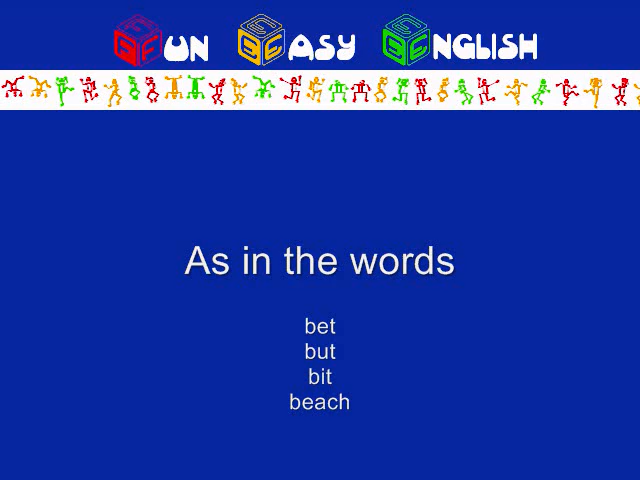 FUN EASY ENGLISH
As in the words
bet
but
bit
beach